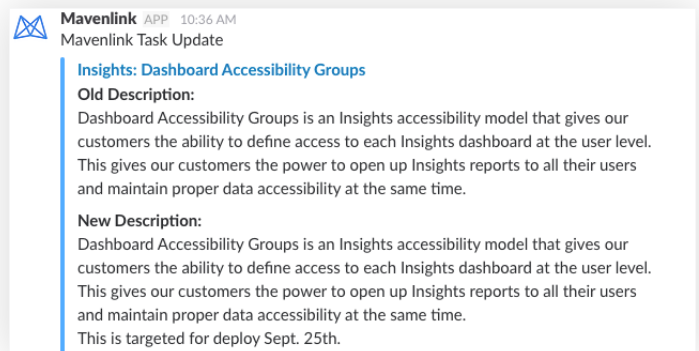 Mavenlink APP 10:36 AM
Mavenlink Task Update
Insights: Dashboard Accessibility Groups
Old Description:
Dashboard Accessibility Groups is an Insights accessibility model that gives our
customers the ability to define access to each Insights dashboard at the user level.
This gives our customers the power to open up Insights reports to all their users
and maintain proper data accessibility at the same time.
New Description:
Dashboard Accessibility Groups is an Insights accessibility model that gives our
customers the ability to define access to each Insights dashboard at the user level.
This gives our customers the power to open up Insights reports to all their users
and maintain proper data accessibility at the same time.
This is targeted for deploy Sept. 25th.